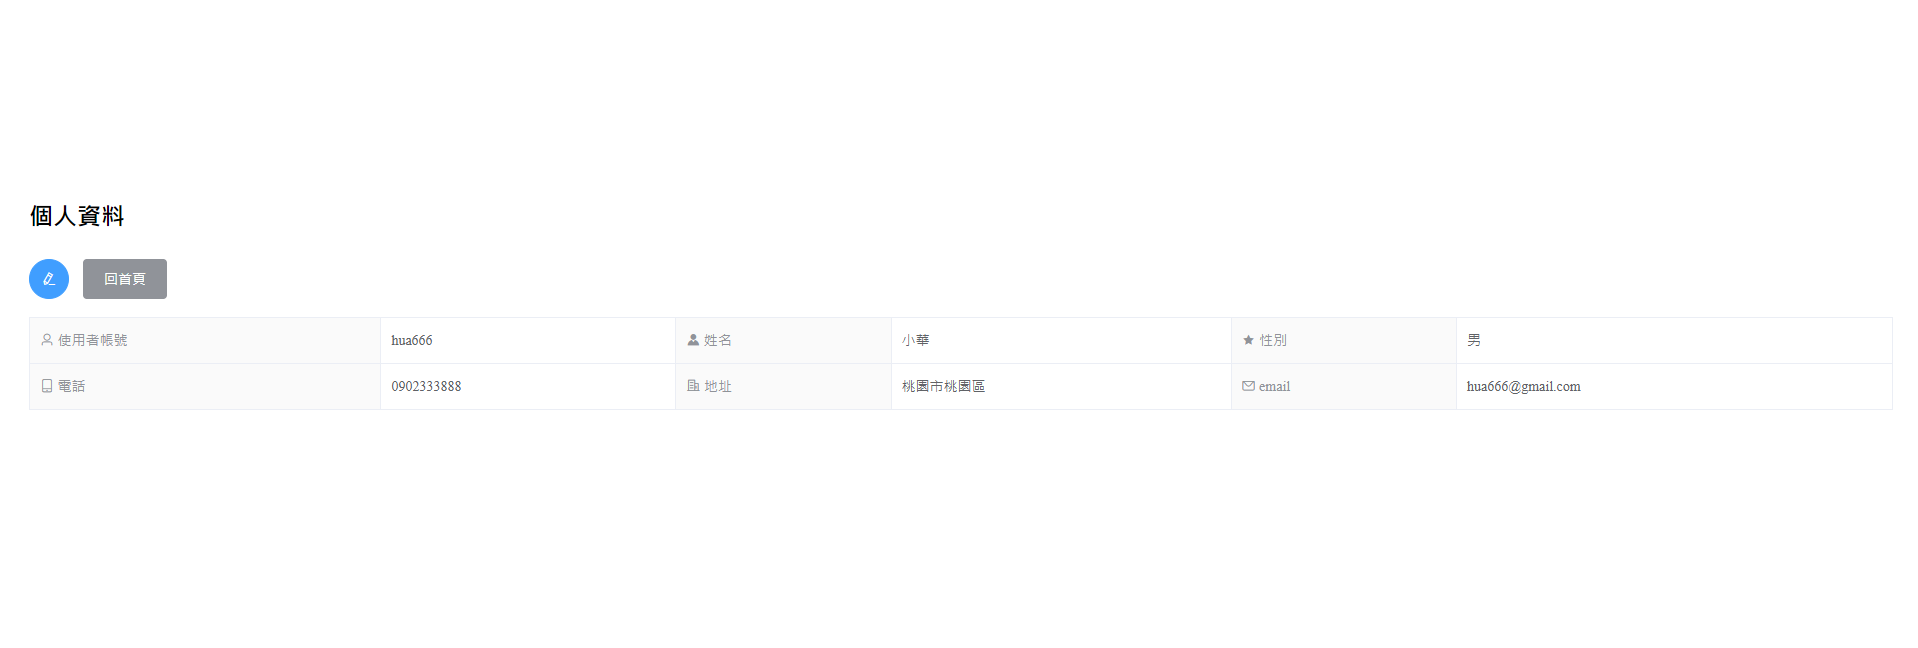 個人資料
回首頁
使用者帳號 hua666 姓名 小華 性別 男
電話 0902333888 地址 桃園市桃園區 email hua666@gmail.com